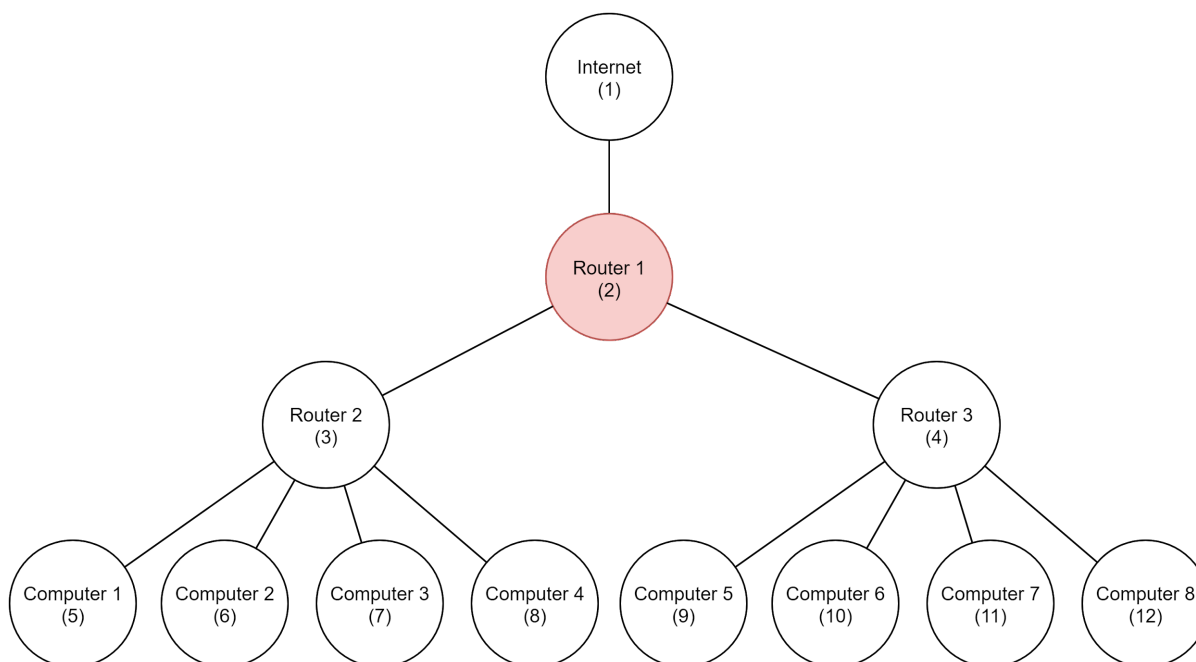 Internet
(1)
Router 1
(2)
Router 2
(3)
Router 3
(4)
Computer 1
(5)
Computer 2
(6)
Computer 3
(7)
Computer 4
(8)
Computer 5
(9)
Computer 6
(10)
Computer 7
(11)
Computer 8
(12)